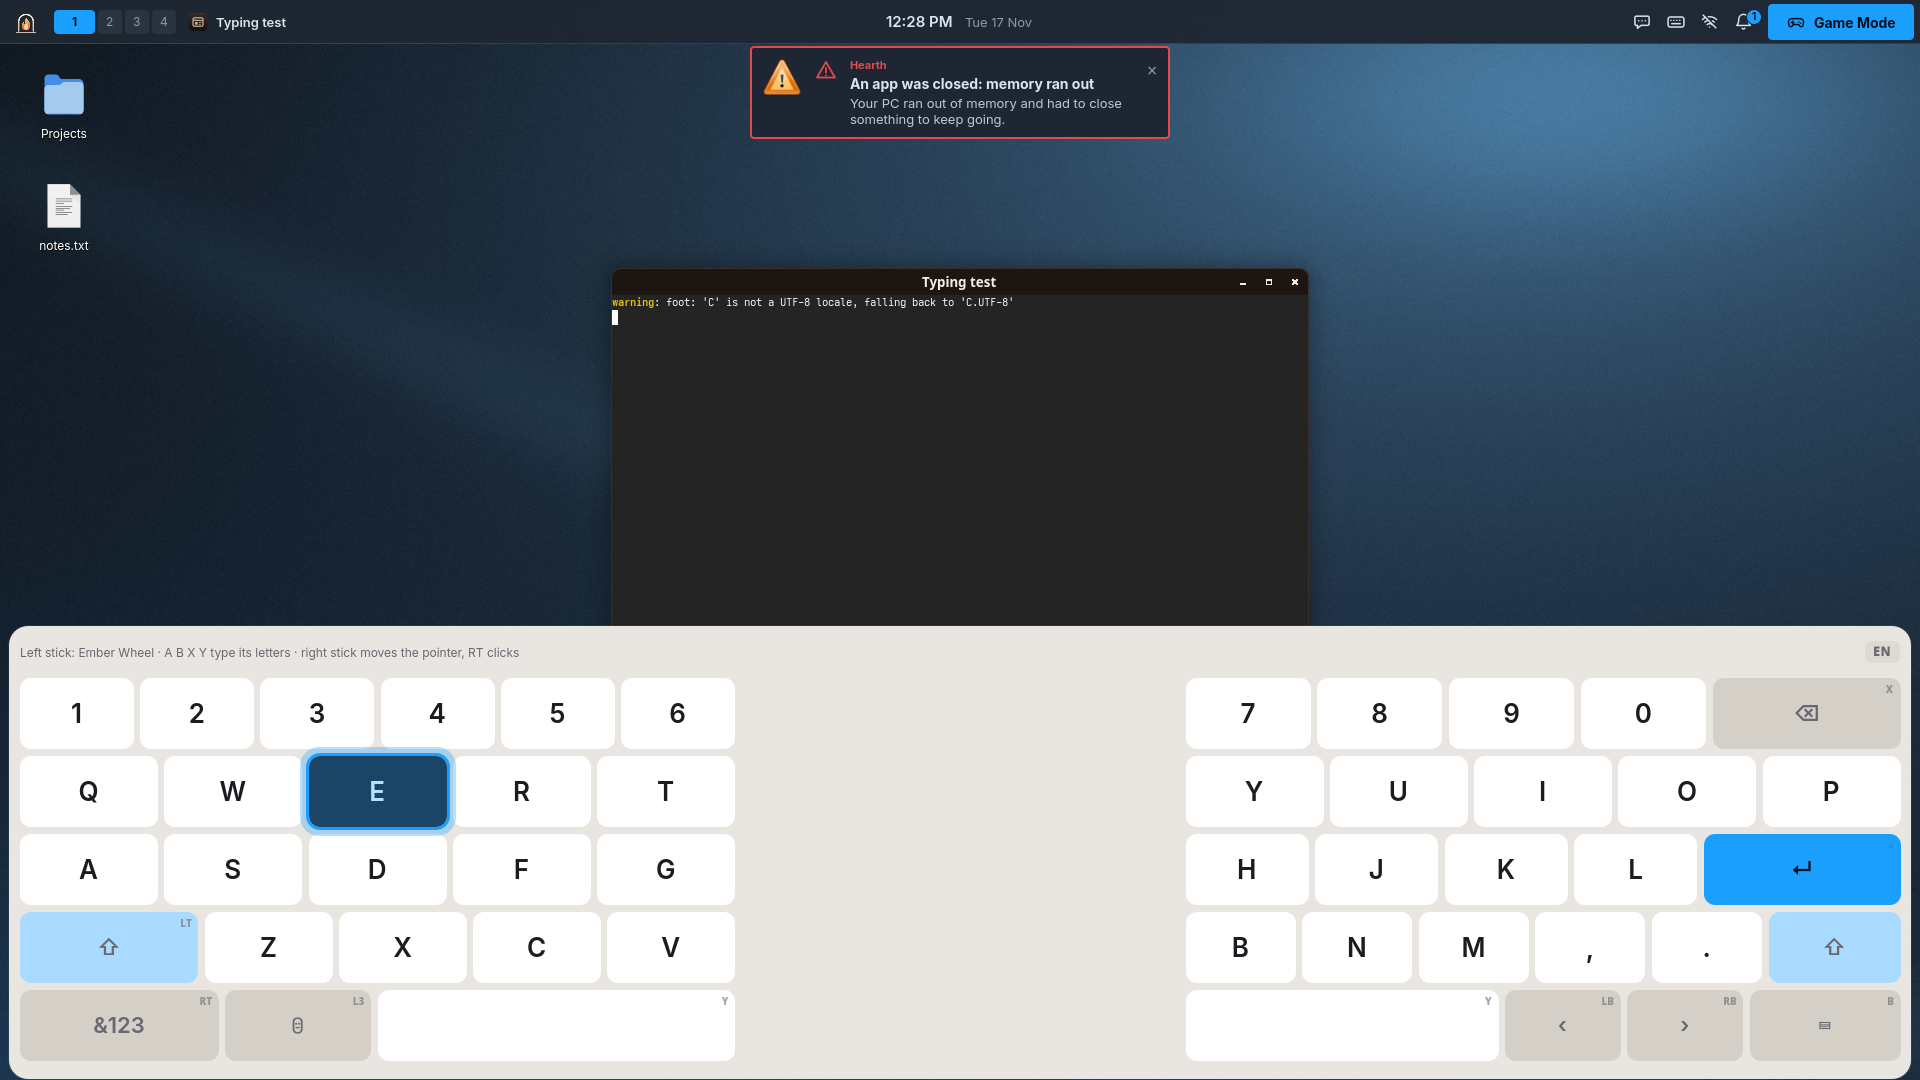 1 2 3 4 Typing test 12:28 PM Tue 17 Nov 1 Game Mode
Hearth
An app was closed: memory ran out
Your PC ran out of memory and had to close
something to keep going.
Projects
notes.txt
Typing test
warning: foot: 'C' is not a UTF-8 locale, falling back to 'C.UTF-8'
Left stick: Ember Wheel · A B X Y type its letters · right stick moves the pointer, RT clicks EN
1 2 3 4 5 6 7 8 9 0 X
Q W E R T Y U I O P
A S D F G H J K L
LT Z X C V B N M , .
&123 RT L3 Y Y ‹ LB › RB B